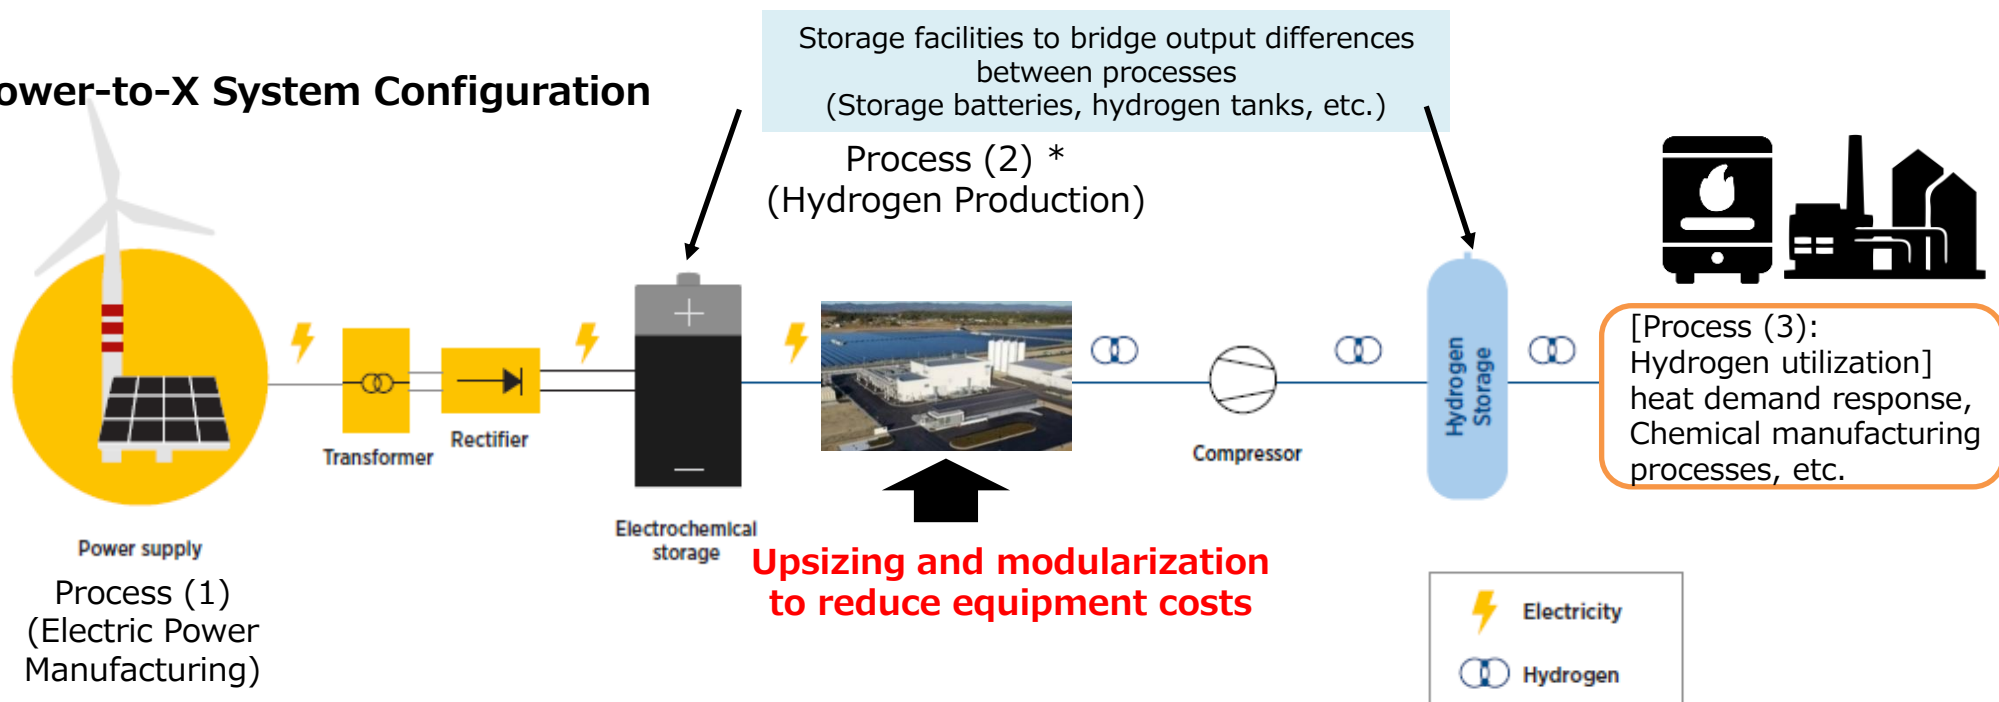 ower-to-X System Configuration
Storage facilities to bridge output differences
between processes
(Storage batteries, hydrogen tanks, etc.)
Process (2) *
(Hydrogen Production)
Transformer
Rectifier
Electrochemical
storage
Compressor
Hydrogen
Storage
[Process (3):
Hydrogen utilization]
heat demand response,
Chemical manufacturing
processes, etc.
Power supply
Process (1)
(Electric Power
Manufacturing)
Upsizing and modularization
to reduce equipment costs
Electricity
Hydrogen